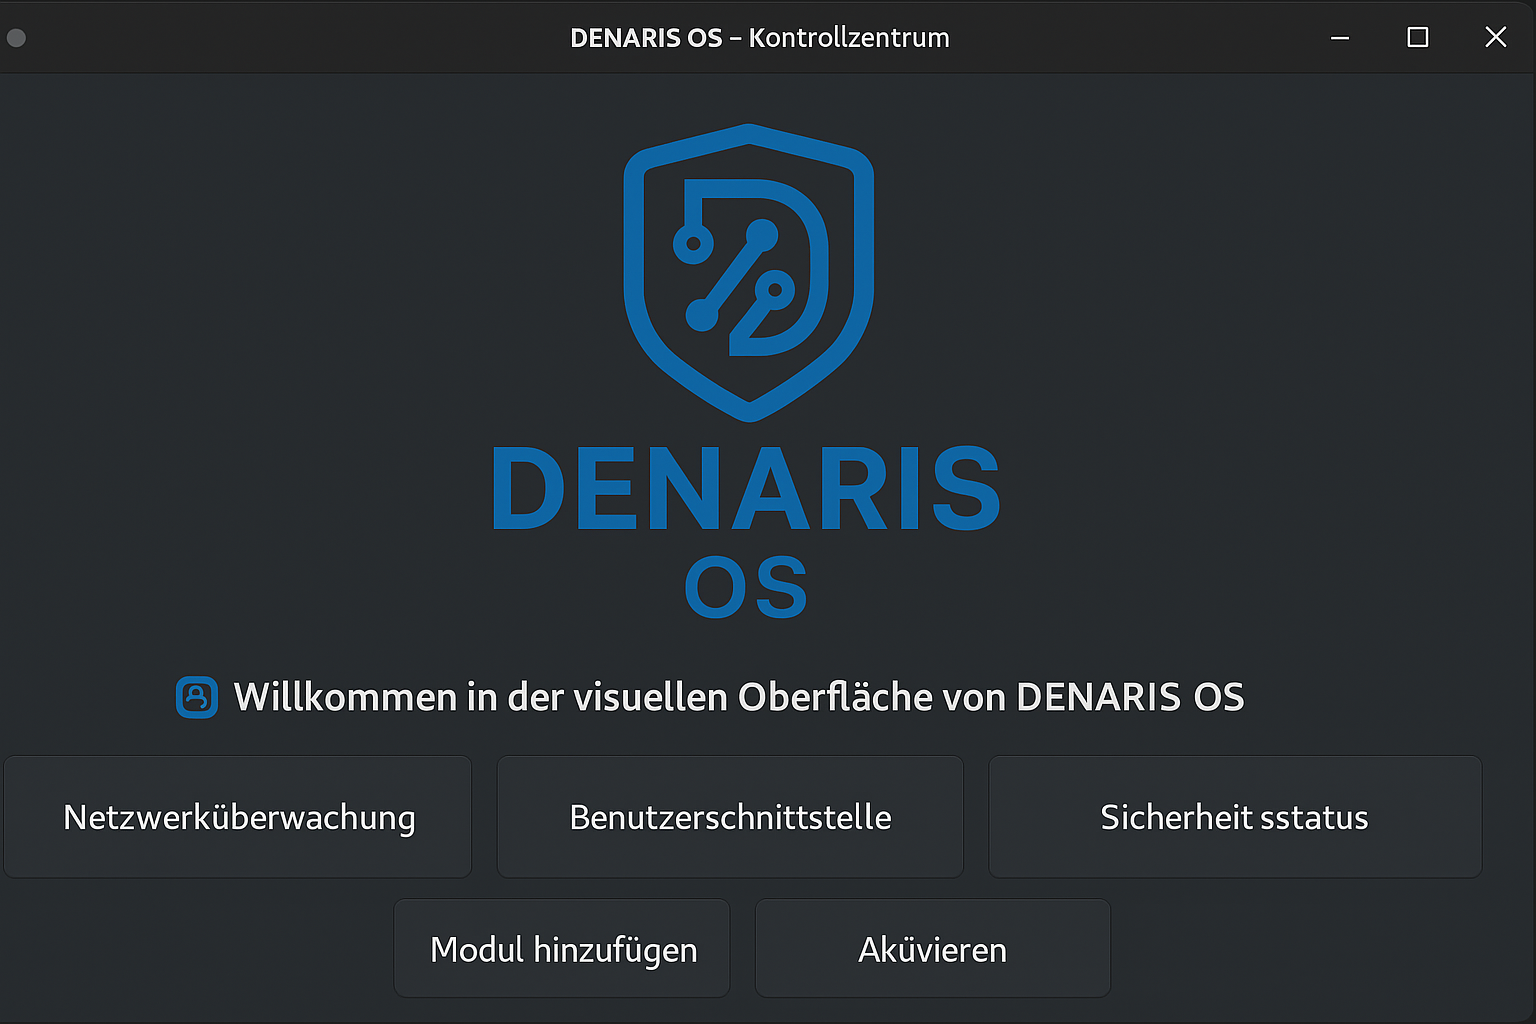 DENARIS OS – Kontrollzentrum
DENARIS
OS
Willkommen in der visuellen Oberfläche von DENARIS OS
Netzwerküberwachung
Benutzerschnittstelle
Sicherheit sstatus
Modul hinzufügen
Aküvieren